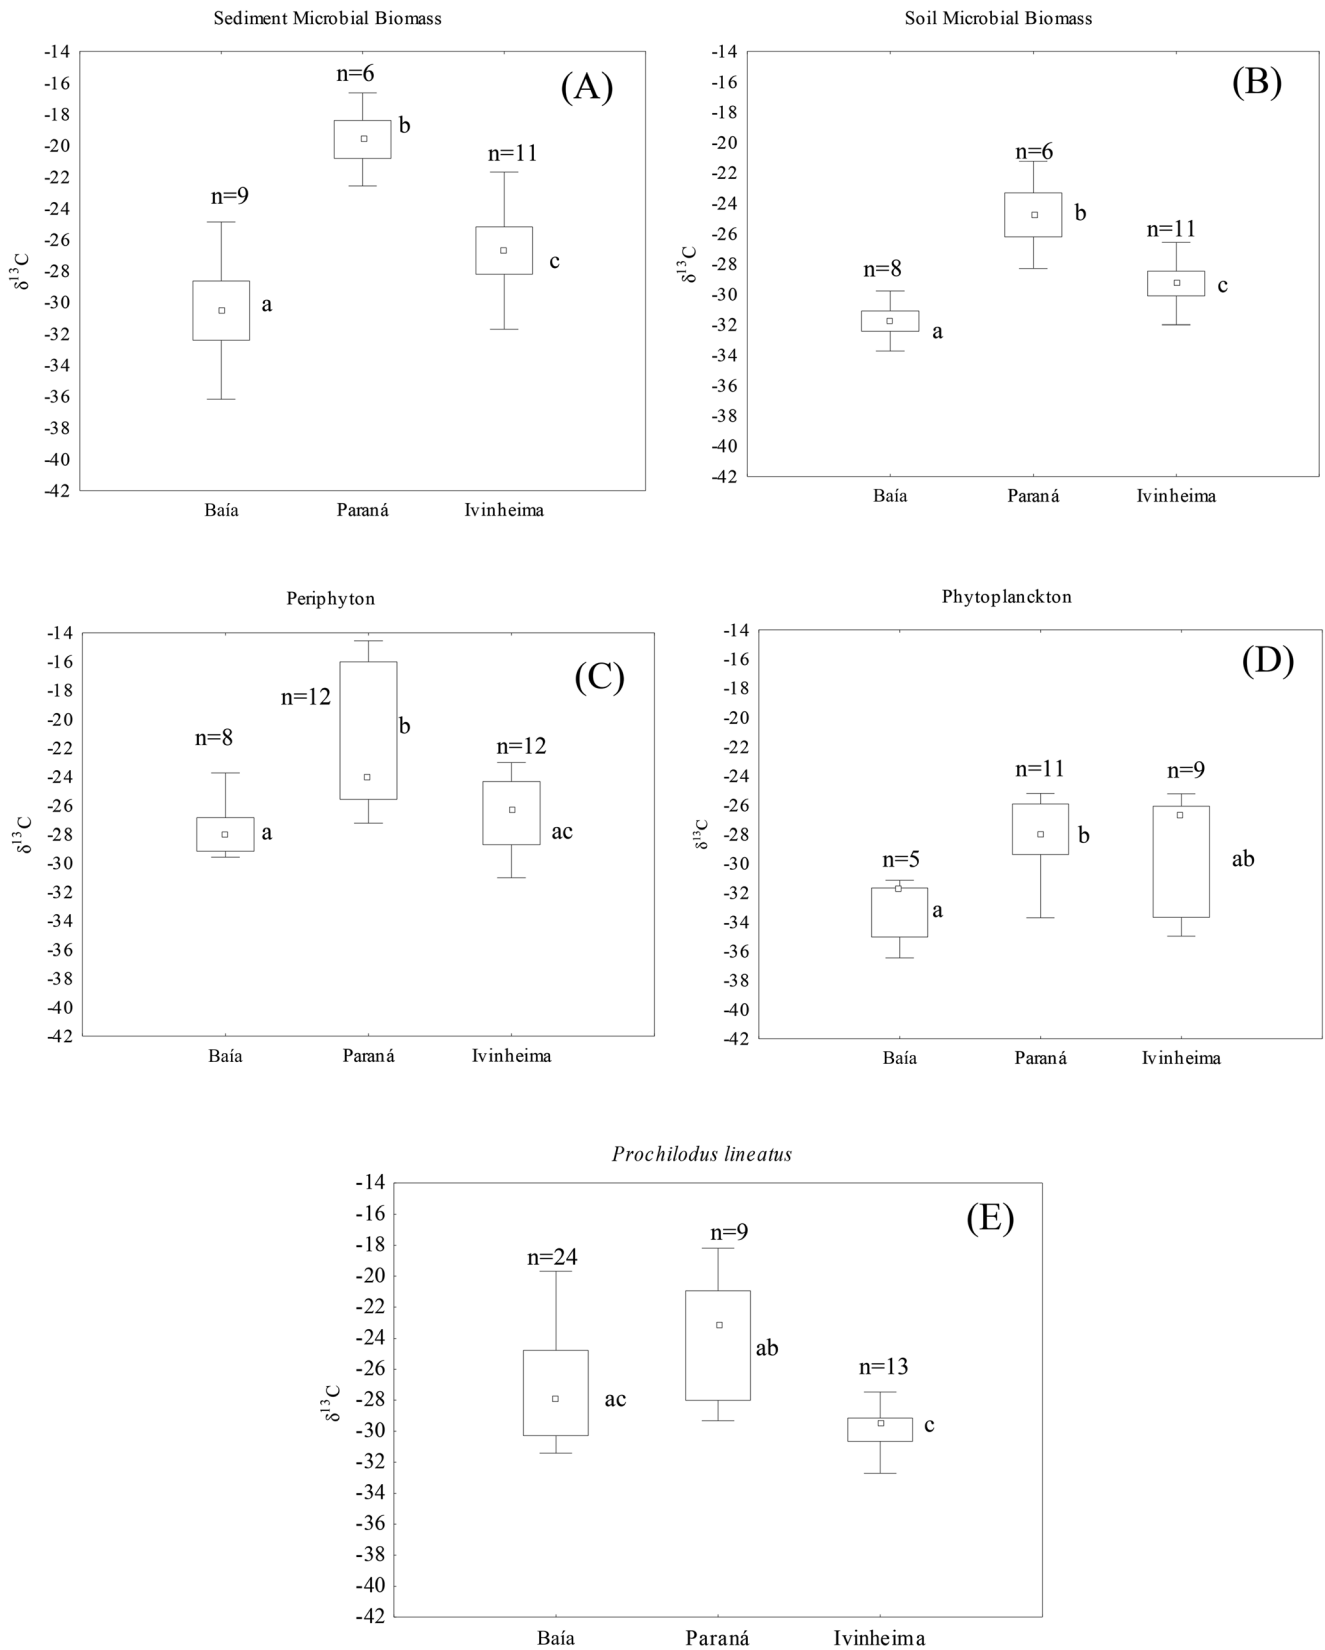 Sediment Microbial Biomass
(A)
δ13C
-14
-16
-18
-20
-22
-24
-26
-28
-30
-32
-34
-36
-38
-40
-42
n=9
a
n=6
b
n=11
c
Baía Paraná Ivinheima
Soil Microbial Biomass
(B)
δ13C
-14
-16
-18
-20
-22
-24
-26
-28
-30
-32
-34
-36
-38
-40
-42
n=8
a
n=6
b
n=11
c
Baía Paraná Ivinheima
Periphyton
(C)
δ13C
-14
-16
-18
-20
-22
-24
-26
-28
-30
-32
-34
-36
-38
-40
-42
n=8
a
n=12
b
n=12
ac
Baía Paraná Ivinheima
Phytoplanckton
(D)
δ13C
-14
-16
-18
-20
-22
-24
-26
-28
-30
-32
-34
-36
-38
-40
-42
n=5
a
n=11
b
n=9
ab
Baía Paraná Ivinheima
Prochilodus lineatus
(E)
δ13C
-14
-16
-18
-20
-22
-24
-26
-28
-30
-32
-34
-36
-38
-40
-42
n=24
ac
n=9
ab
n=13
c
Baía Paraná Ivinheima